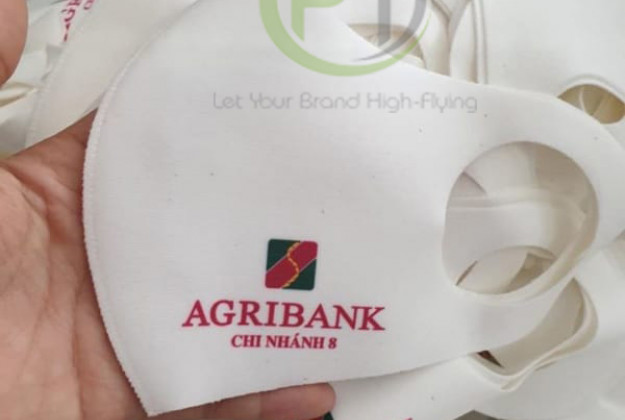 Let Your Brand High-Flying
AGRIBANK
CHI NHÁNH 8